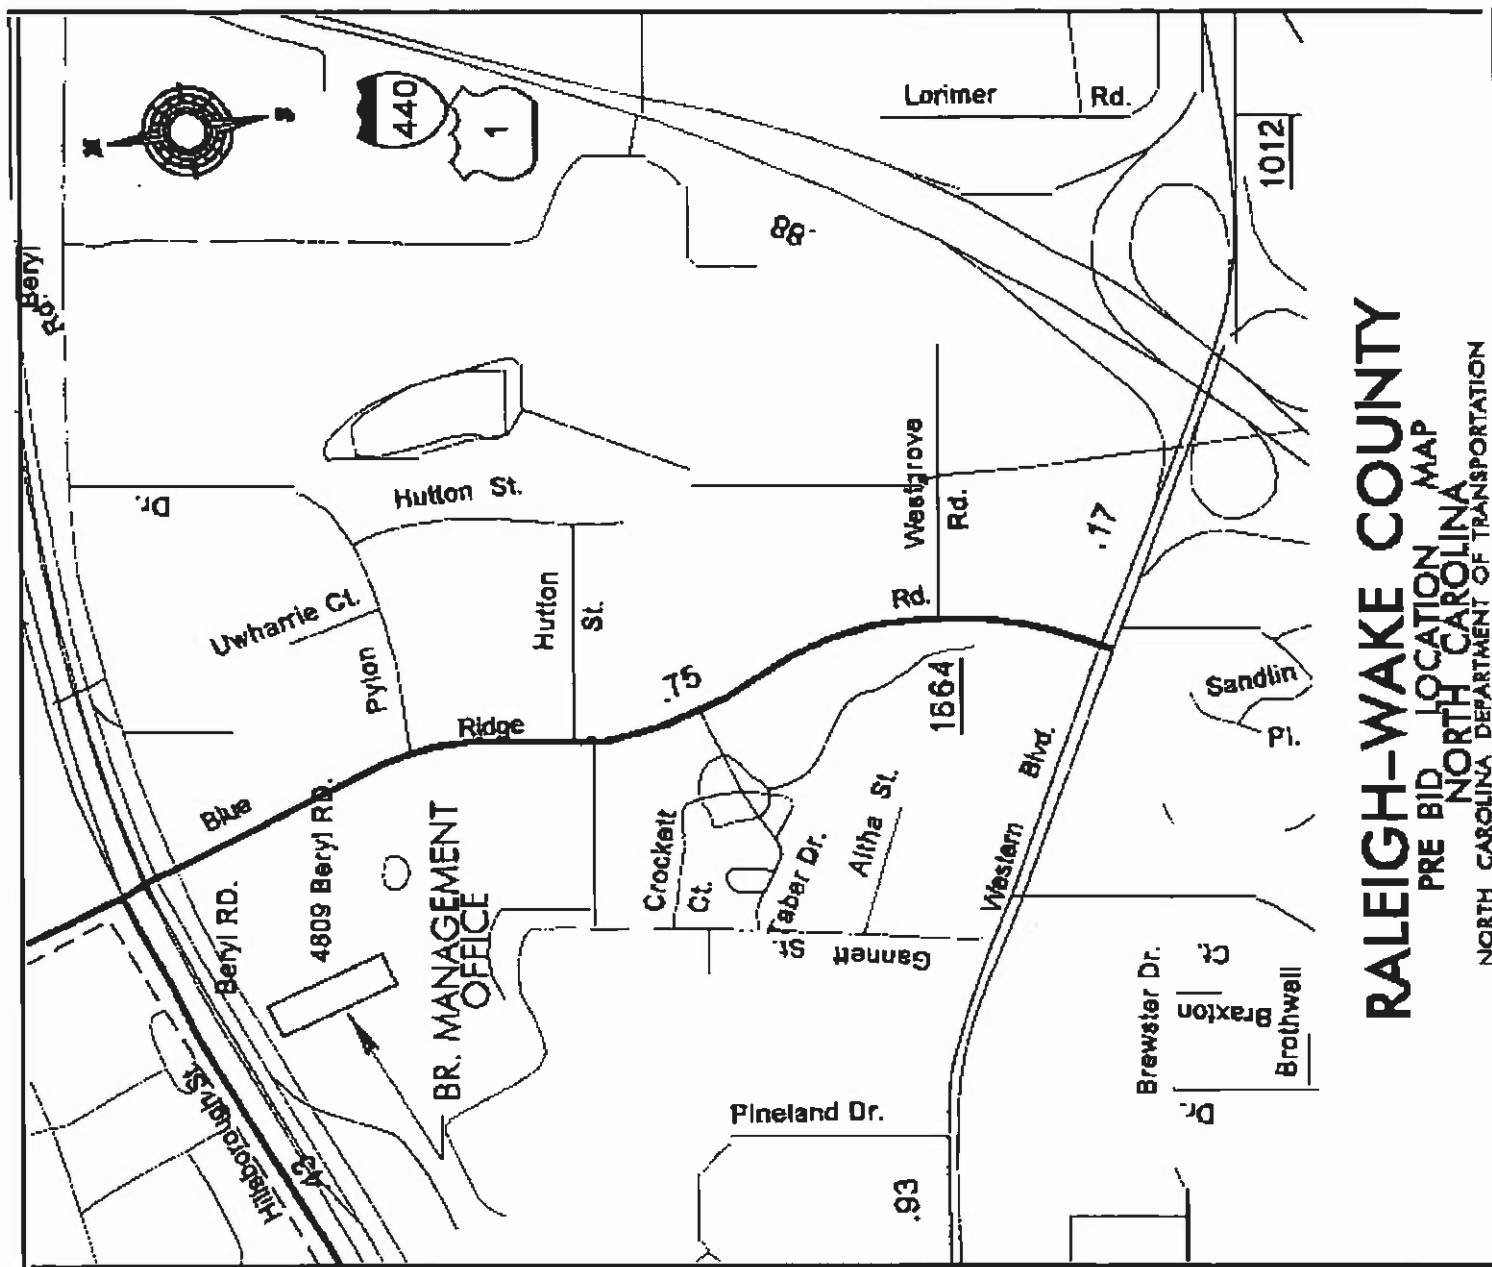 Beryl
Rd.
440
1
Lorimer Rd.
1012
.88
Dr.
Hutton St.
Westgrove
Rd.
.17
Uwharrie Ct.
Pylon
Hutton
St.
Rd.
.75
Ridge
1664
Sandlin
Pl.
Blue
Beryl RD.
4809 Beryl RD.
BR. MANAGEMENT
OFFICE
Crockett
Ct.
Tabar Dr.
Altha St.
Western Blvd.
Gannett
St.
Hillsborough St.
.43
Pineland Dr.
.93
Brewster Dr.
Braxton
Ct.
Brothwell
Dr.
RALEIGH-WAKE COUNTY
PRE BID LOCATION MAP
NORTH CAROLINA
NORTH CAROLINA DEPARTMENT OF TRANSPORTATION